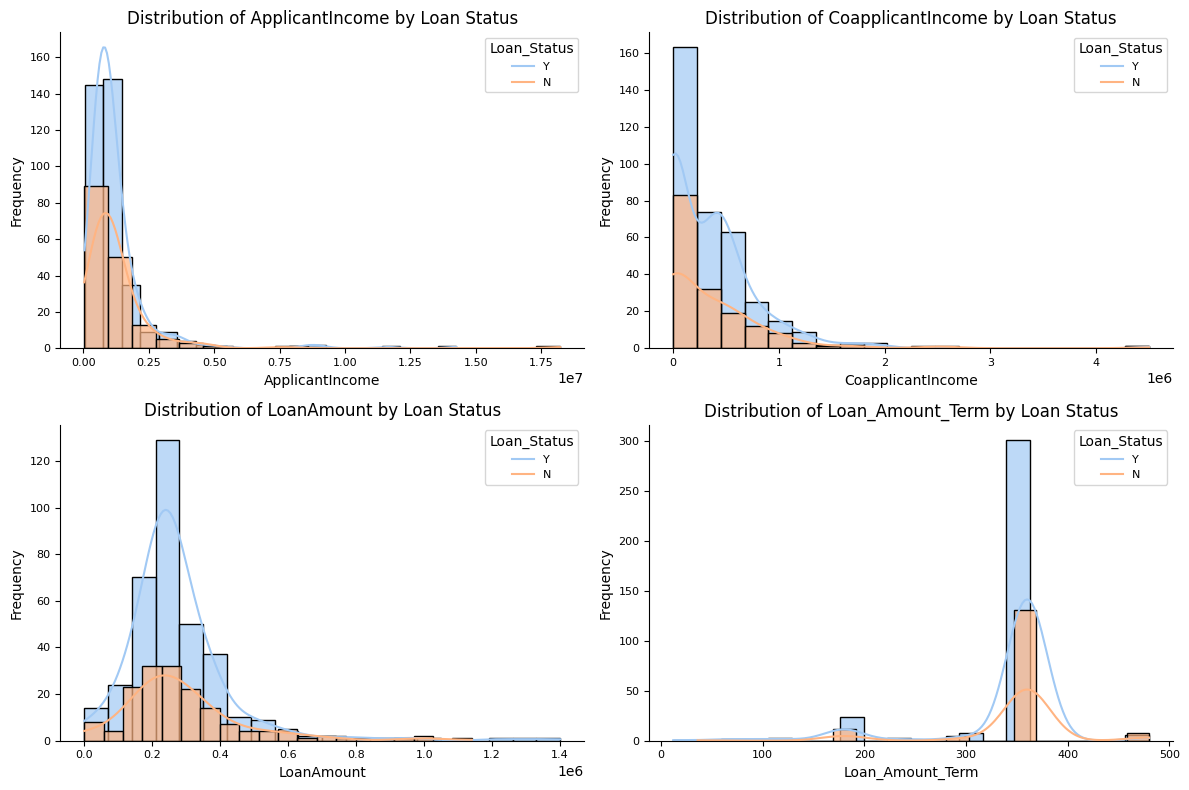 Distribution of ApplicantIncome by Loan Status
Frequency
160
140
120
100
80
60
40
20
0
Loan_Status
Y
N
0.00 0.25 0.50 0.75 1.00 1.25 1.50 1.75
1e7
ApplicantIncome
Distribution of CoapplicantIncome by Loan Status
Frequency
160
140
120
100
80
60
40
20
0
Loan_Status
Y
N
0 1 2 3 4
1e6
CoapplicantIncome
Distribution of LoanAmount by Loan Status
Frequency
120
100
80
60
40
20
0
Loan_Status
Y
N
0.0 0.2 0.4 0.6 0.8 1.0 1.2 1.4
1e6
LoanAmount
Distribution of Loan_Amount_Term by Loan Status
Frequency
300
250
200
150
100
50
0
Loan_Status
Y
N
0 100 200 300 400 500
Loan_Amount_Term